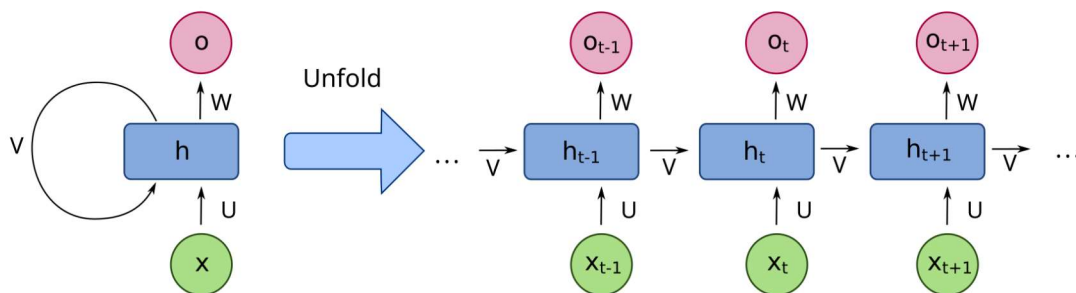 o
W
V
h
U
x
Unfold
o_{t-1} o_t o_{t+1}
W W W
... V h_{t-1} V h_t V h_{t+1} V ...
U U U
x_{t-1} x_t x_{t+1}